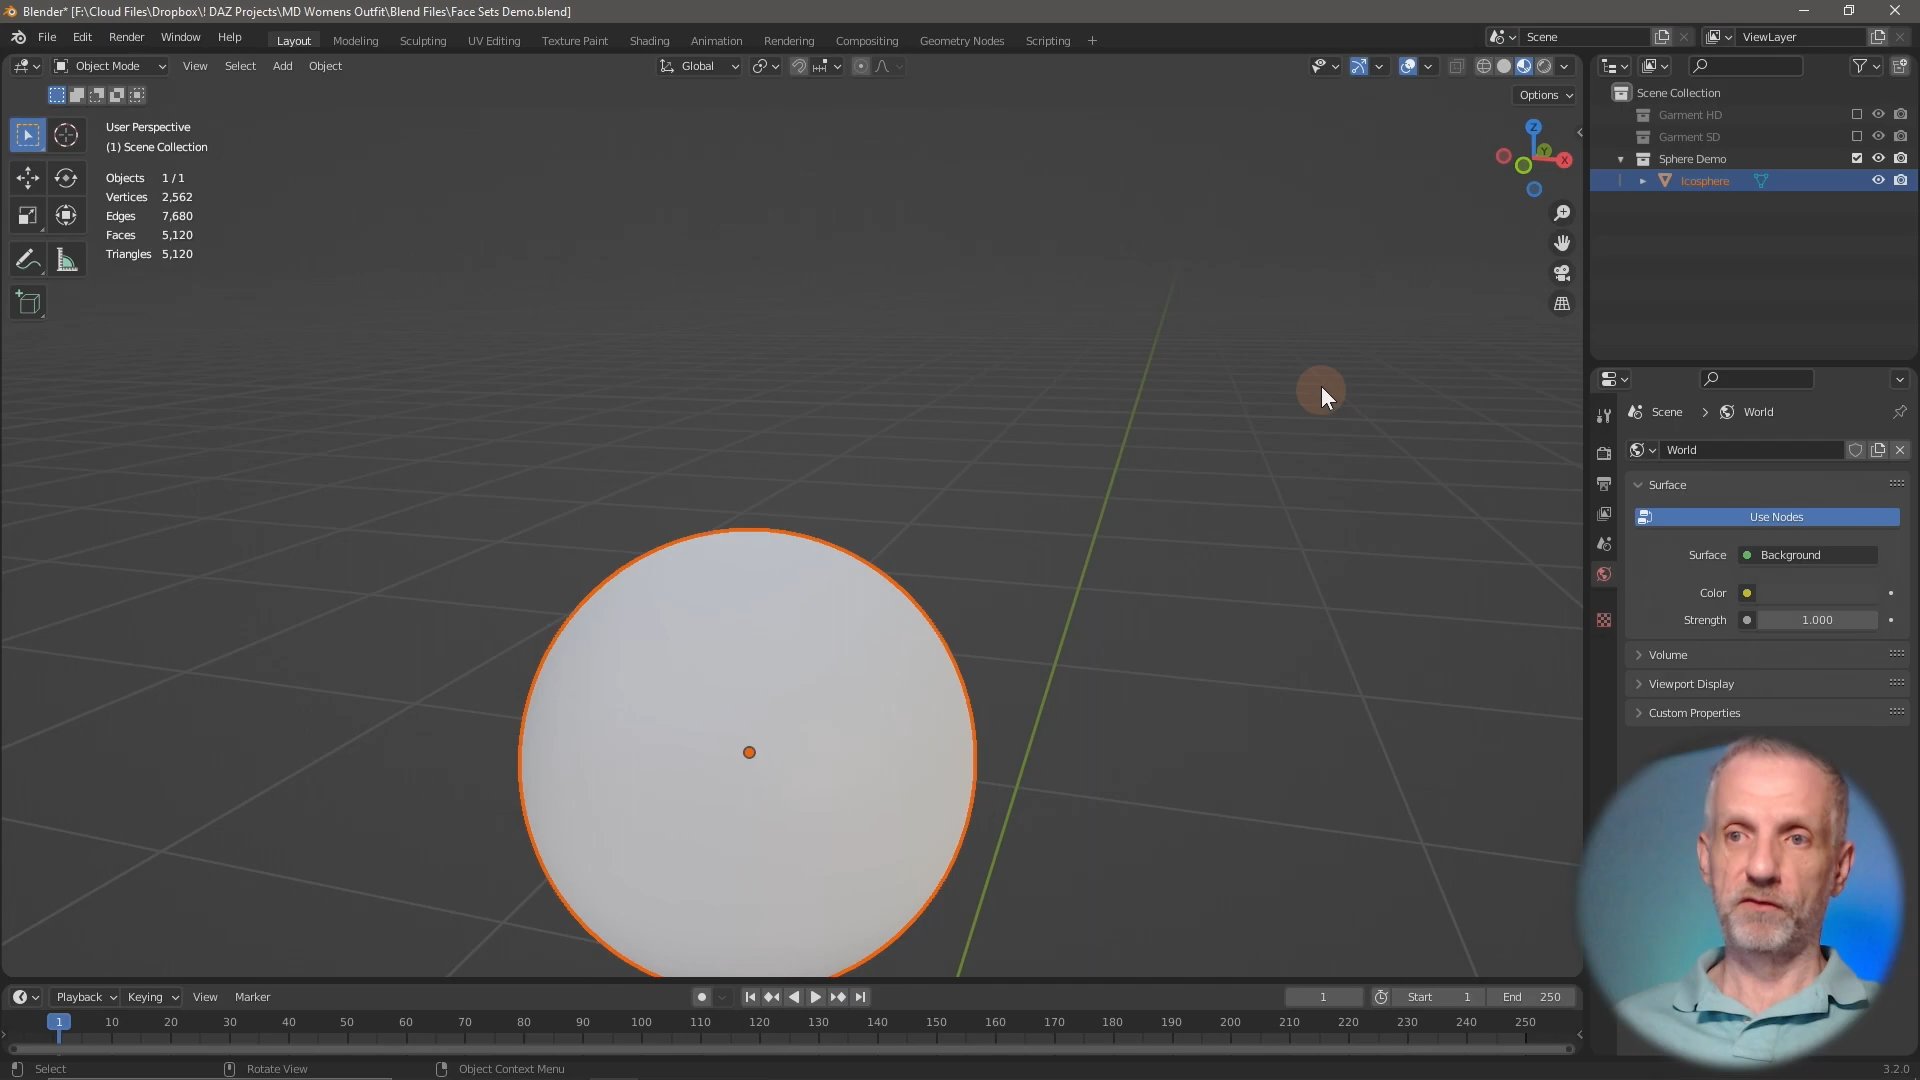 Blender* [F:\Cloud Files\Dropbox\! DAZ Projects\MD Womens Outfit\Blend Files\Face Sets Demo.blend]
File Edit Render Window Help Layout Modeling Sculpting UV Editing Texture Paint Shading Animation Rendering Compositing Geometry Nodes Scripting + Scene ViewLayer
Object Mode View Select Add Object Global
Options
User Perspective
(1) Scene Collection
Objects 1 / 1
Vertices 2,562
Edges 7,680
Faces 5,120
Triangles 5,120
Z
Y
X
Scene Collection
Garment HD
Garment SD
Sphere Demo
Icosphere
Scene > World
World
Surface
Use Nodes
Surface Background
Color
Strength 1.000
Volume
Viewport Display
Custom Properties
Playback Keying View Marker 1 Start 1 End 250
1 10 20 30 40 50 60 70 80 90 100 110 120 130 140 150 160 170 180 190 200 210 220 230 240 250
Select Rotate View Object Context Menu 3.2.0